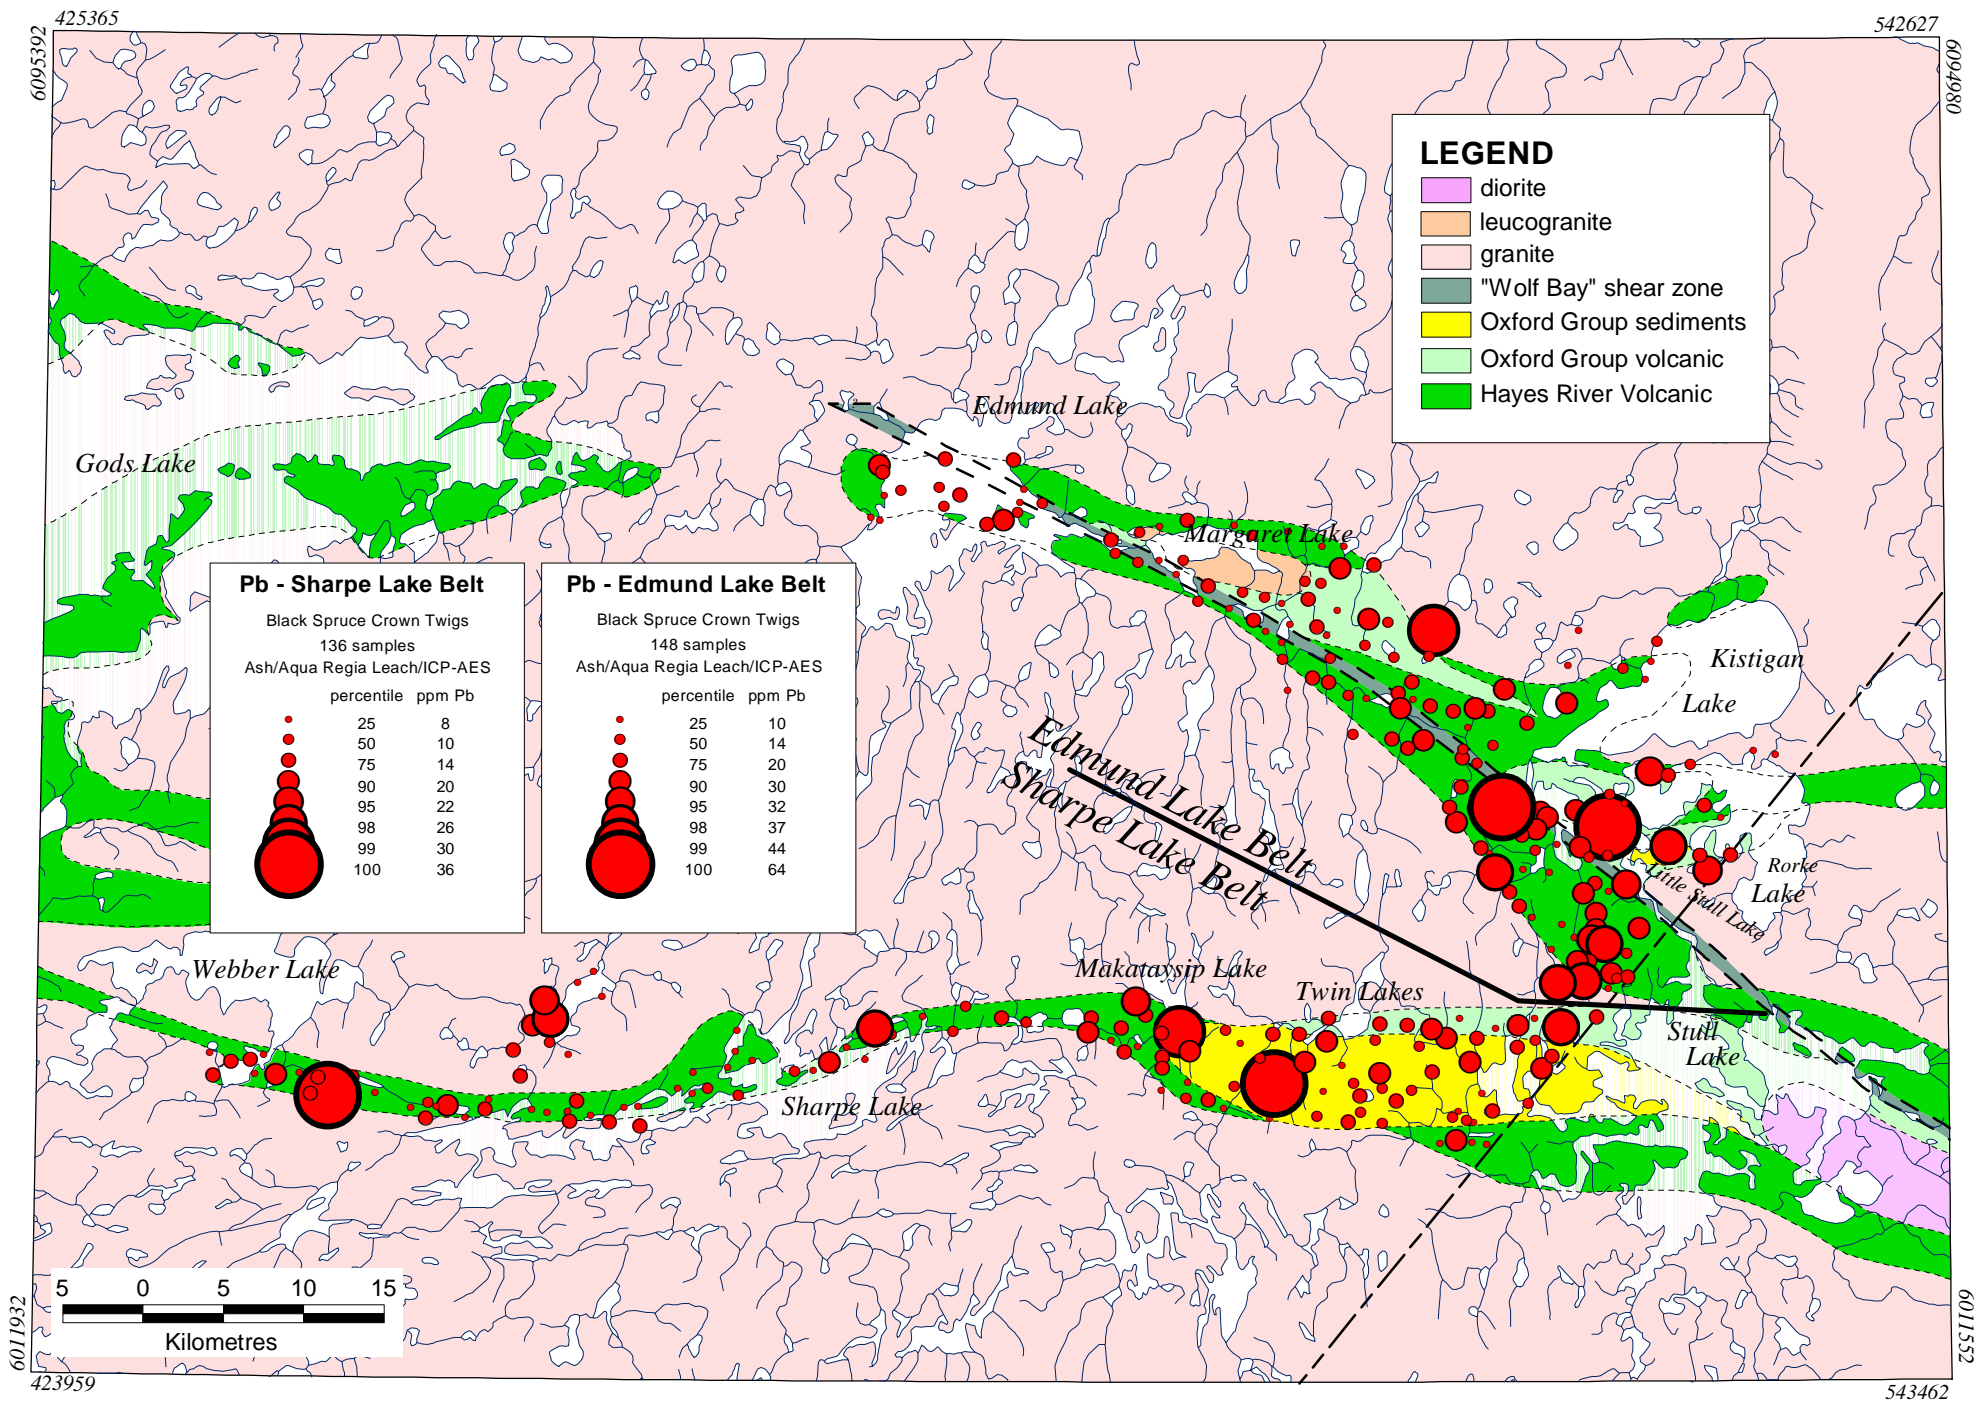 425365
542627
6095392
6094980
LEGEND
diorite
leucogranite
granite
"Wolf Bay" shear zone
Oxford Group sediments
Oxford Group volcanic
Hayes River Volcanic
Edmund Lake
Gods Lake
Margaret Lake
Pb - Sharpe Lake Belt
Black Spruce Crown Twigs
136 samples
Ash/Aqua Regia Leach/ICP-AES
percentile ppm Pb
25 8
50 10
75 14
90 20
95 22
98 26
99 30
100 36
Pb - Edmund Lake Belt
Black Spruce Crown Twigs
148 samples
Ash/Aqua Regia Leach/ICP-AES
percentile ppm Pb
25 10
50 14
75 20
90 30
95 32
98 37
99 44
100 64
Kistigan
Lake
Edmund Lake Belt
Sharpe Lake Belt
Rorke
Lake
Little Stull Lake
Webber Lake
Makataysip Lake
Twin Lakes
Stull
Lake
Sharpe Lake
5 0 5 10 15
Kilometres
6011932
6011552
423959
543462